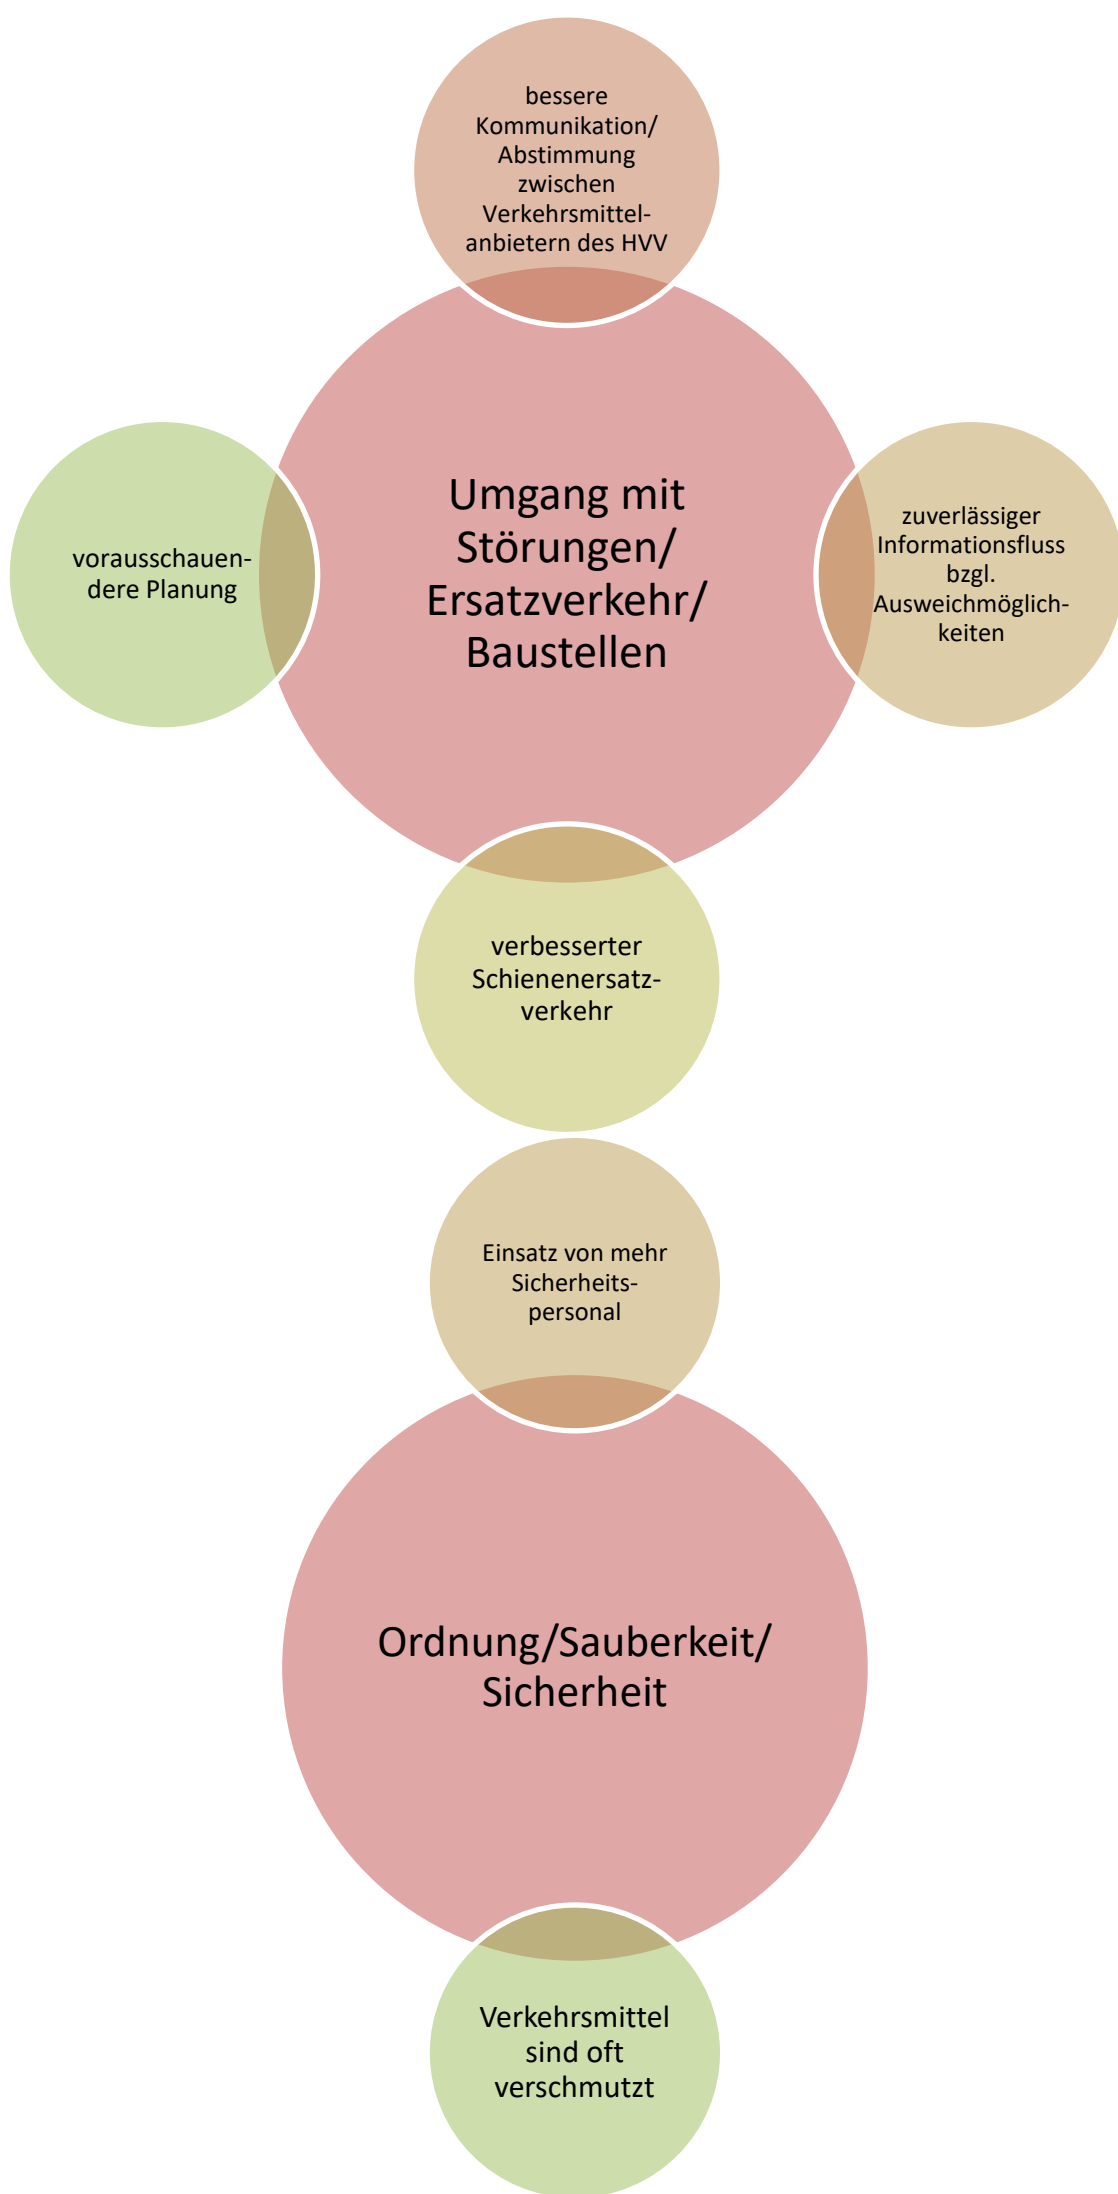 bessere
Kommunikation/
Abstimmung
zwischen
Verkehrsmittel-
anbietern des HVV
Umgang mit
Störungen/
Ersatzverkehr/
Baustellen
vorausschauen-
dere Planung
zuverlässiger
Informationsfluss
bzgl.
Ausweichmöglich-
keiten
verbesserter
Schienenersatz-
verkehr
Einsatz von mehr
Sicherheits-
personal
Ordnung/Sauberkeit/
Sicherheit
Verkehrsmittel
sind oft
verschmutzt